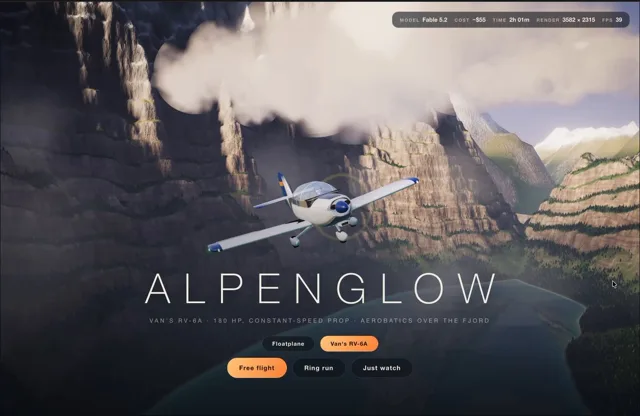 MODEL Fable 5.2 COST ~$55 TIME 2h 01m RENDER 3582 × 2315 FPS 39
ALPENGLOW
VAN'S RV-6A · 180 HP, CONSTANT-SPEED PROP · AEROBATICS OVER THE FJORD
Floatplane Van's RV-6A
Free flight Ring run Just watch